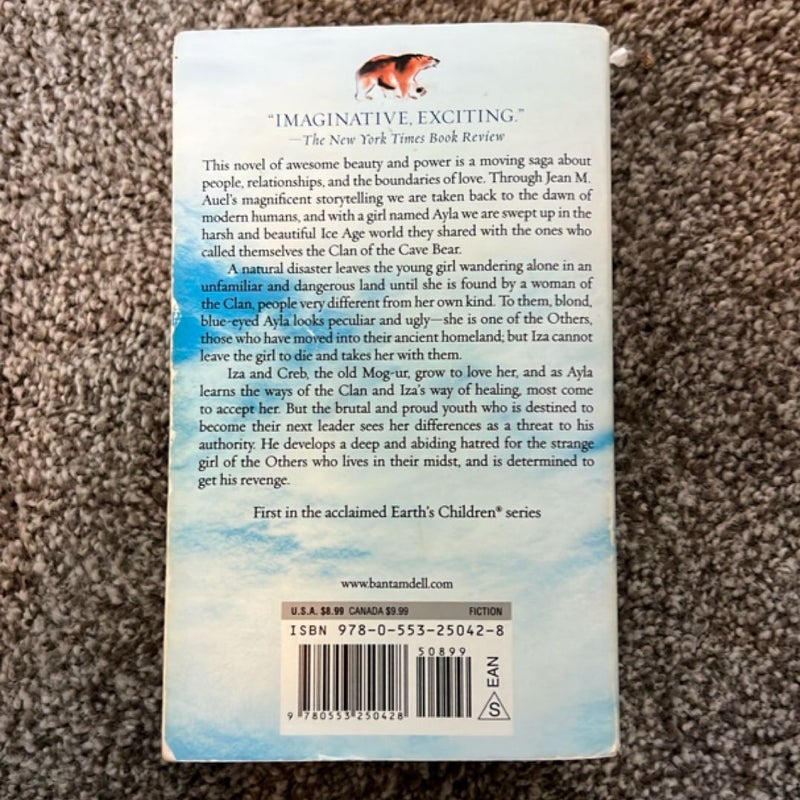 “IMAGINATIVE, EXCITING.”
—The New York Times Book Review
This novel of awesome beauty and power is a moving saga about
people, relationships, and the boundaries of love. Through Jean M.
Auel’s magnificent storytelling we are taken back to the dawn of
modern humans, and with a girl named Ayla we are swept up in the
harsh and beautiful Ice Age world they shared with the ones who
called themselves the Clan of the Cave Bear.
A natural disaster leaves the young girl wandering alone in an
unfamiliar and dangerous land until she is found by a woman of
the Clan, people very different from her own kind. To them, blond,
blue-eyed Ayla looks peculiar and ugly—she is one of the Others,
those who have moved into their ancient homeland; but Iza cannot
leave the girl to die and takes her with them.
Iza and Creb, the old Mog-ur, grow to love her, and as Ayla
learns the ways of the Clan and Iza’s way of healing, most come
to accept her. But the brutal and proud youth who is destined to
become their next leader sees her differences as a threat to his
authority. He develops a deep and abiding hatred for the strange
girl of the Others who lives in their midst, and is determined to
get his revenge.
First in the acclaimed Earth’s Children® series
www.bantamdell.com
U.S.A. $8.99 CANADA $9.99 FICTION
ISBN 978-0-553-25042-8
50899
9 780553 250428
EAN
S